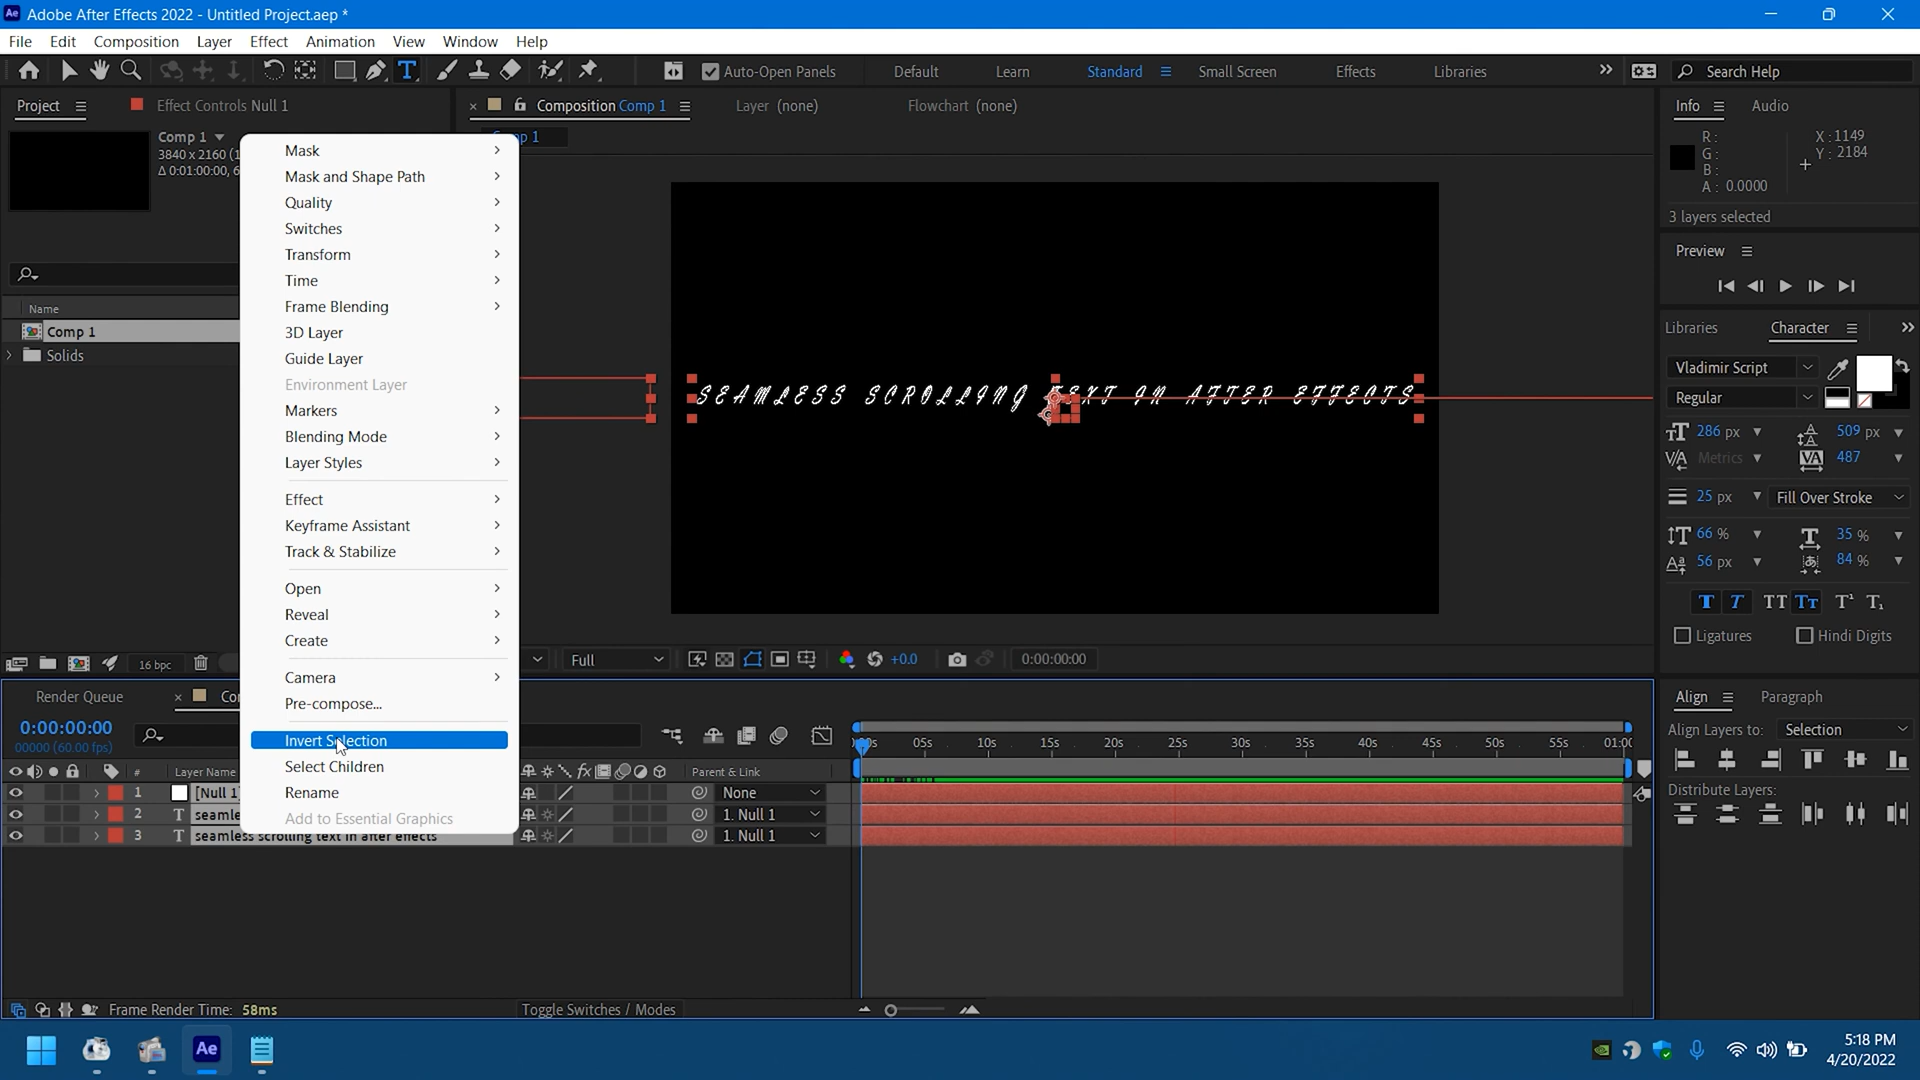 Adobe After Effects 2022 - Untitled Project.aep *
File Edit Composition Layer Effect Animation View Window Help
Auto-Open Panels Default Learn Standard Small Screen Effects Libraries Search Help
Project Effect Controls Null 1 Composition Comp 1 Layer (none) Flowchart (none) Info Audio
Comp 1
3840 x 2160 (1
Δ 0:01:00:00, 6
R :
G :
B :
A : 0.0000
X : 1149
Y : 2184
3 layers selected
Preview
Name
Comp 1
Solids
Mask
Mask and Shape Path
Quality
Switches
Transform
Time
Frame Blending
3D Layer
Guide Layer
Environment Layer
Markers
Blending Mode
Layer Styles
Effect
Keyframe Assistant
Track & Stabilize
Open
Reveal
Create
Camera
Pre-compose...
Invert Selection
Select Children
Rename
Add to Essential Graphics
SEAMLESS SCROLLING TEXT IN AFTER EFFECTS
Libraries Character
Vladimir Script
Regular
286 px 509 px
Metrics 487
25 px Fill Over Stroke
66 % 35 %
56 px 84 %
Ligatures Hindi Digits
16 bpc Full +0.0 0:00:00:00
Render Queue
0:00:00:00
00000 (60.00 fps)
05s 10s 15s 20s 25s 30s 35s 40s 45s 50s 55s 01:0
# Layer Name Parent & Link
1 [Null 1] None
2 seamle 1. Null 1
3 seamless scrolling text in after effects 1. Null 1
Align Paragraph
Align Layers to: Selection
Distribute Layers:
Frame Render Time: 58ms Toggle Switches / Modes
5:18 PM
4/20/2022